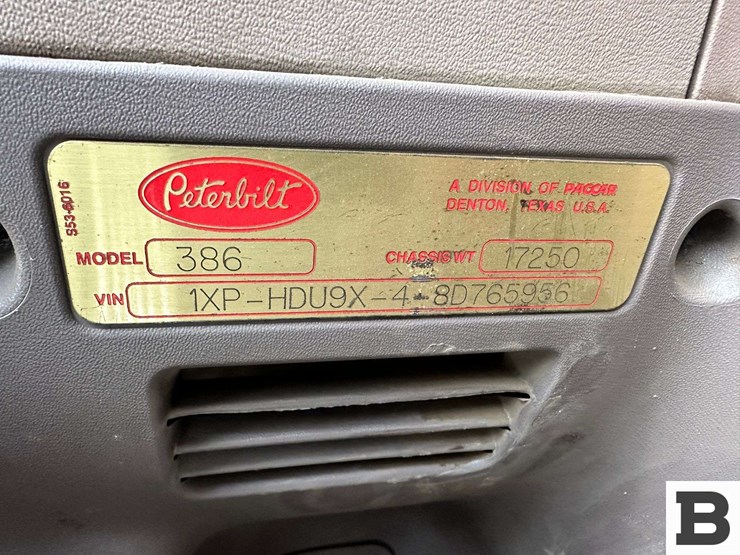 S53-6016
Peterbilt
A DIVISION OF PACCAR
DENTON, TEXAS U.S.A.
MODEL 386 CHASSIS WT 17250
VIN 1XP-HDU9X-4-8D765956
B